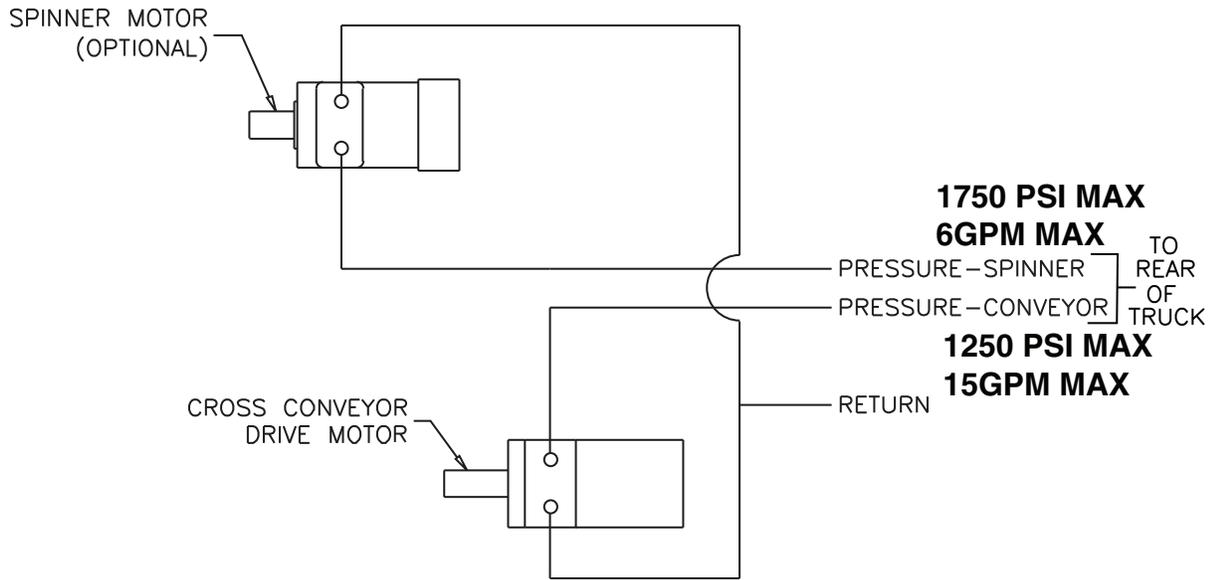 SPINNER MOTOR
(OPTIONAL)
1750 PSI MAX
6GPM MAX
PRESSURE-SPINNER
PRESSURE-CONVEYOR
TO
REAR
OF
TRUCK
1250 PSI MAX
15GPM MAX
RETURN
CROSS CONVEYOR
DRIVE MOTOR